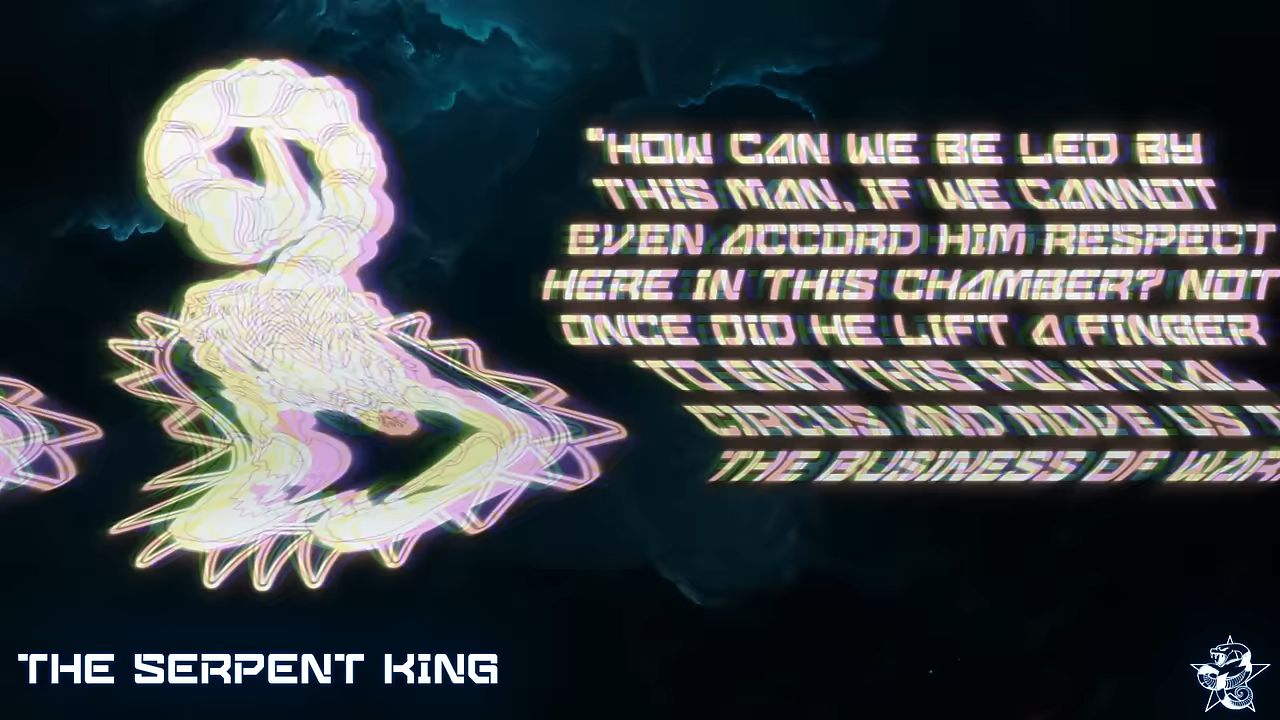 “HOW CAN WE BE LED BY
THIS MAN, IF WE CANNOT
EVEN ACCORD HIM RESPECT
HERE IN THIS CHAMBER? NOT
ONCE DID HE LIFT A FINGER
TO END THIS POLITICAL
CIRCUS AND MOVE US T
THE BUSINESS OF WAR
THE SERPENT KING